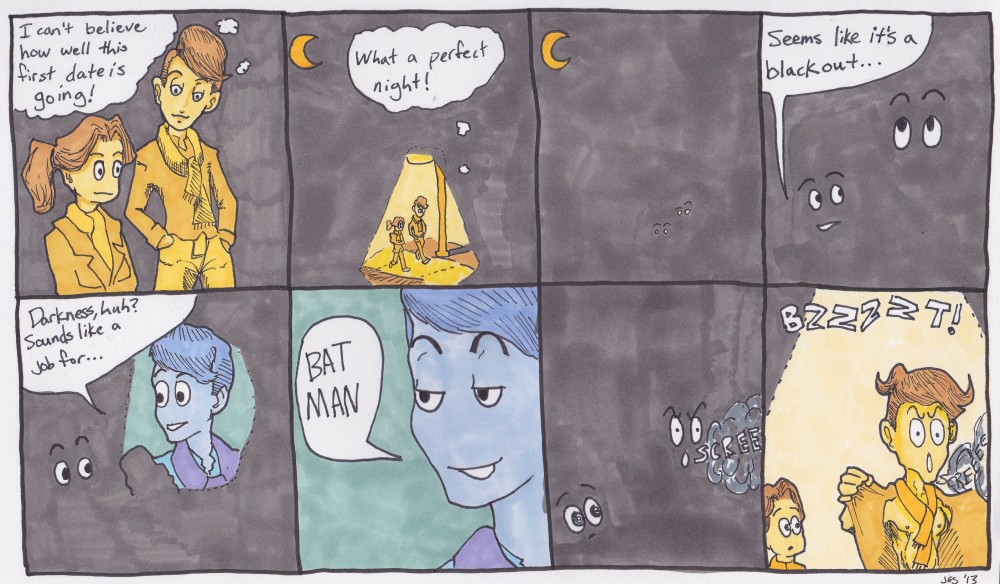 I can't believe
how well this
first date is
going!
What a perfect
night!
Seems like it's a
blackout...
Darkness, huh?
Sounds like a
job for...
BAT
MAN
SCREE
BZZZZT!
SCREE
JES '13